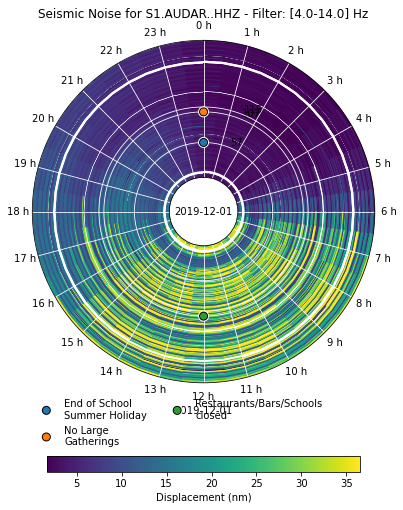 Seismic Noise for S1.AUDAR..HHZ - Filter: [4.0-14.0] Hz
0 h
23 h
1 h
22 h
2 h
21 h
3 h
20 h
4 h
19 h
5 h
18 h
2019-12-01
6 h
17 h
7 h
16 h
8 h
15 h
9 h
14 h
10 h
13 h
11 h
12 h
2019-12-01
End of School
Summer Holiday
Restaurants/Bars/Schools
closed
No Large
Gatherings
5 10 15 20 25 30 35
Displacement (nm)